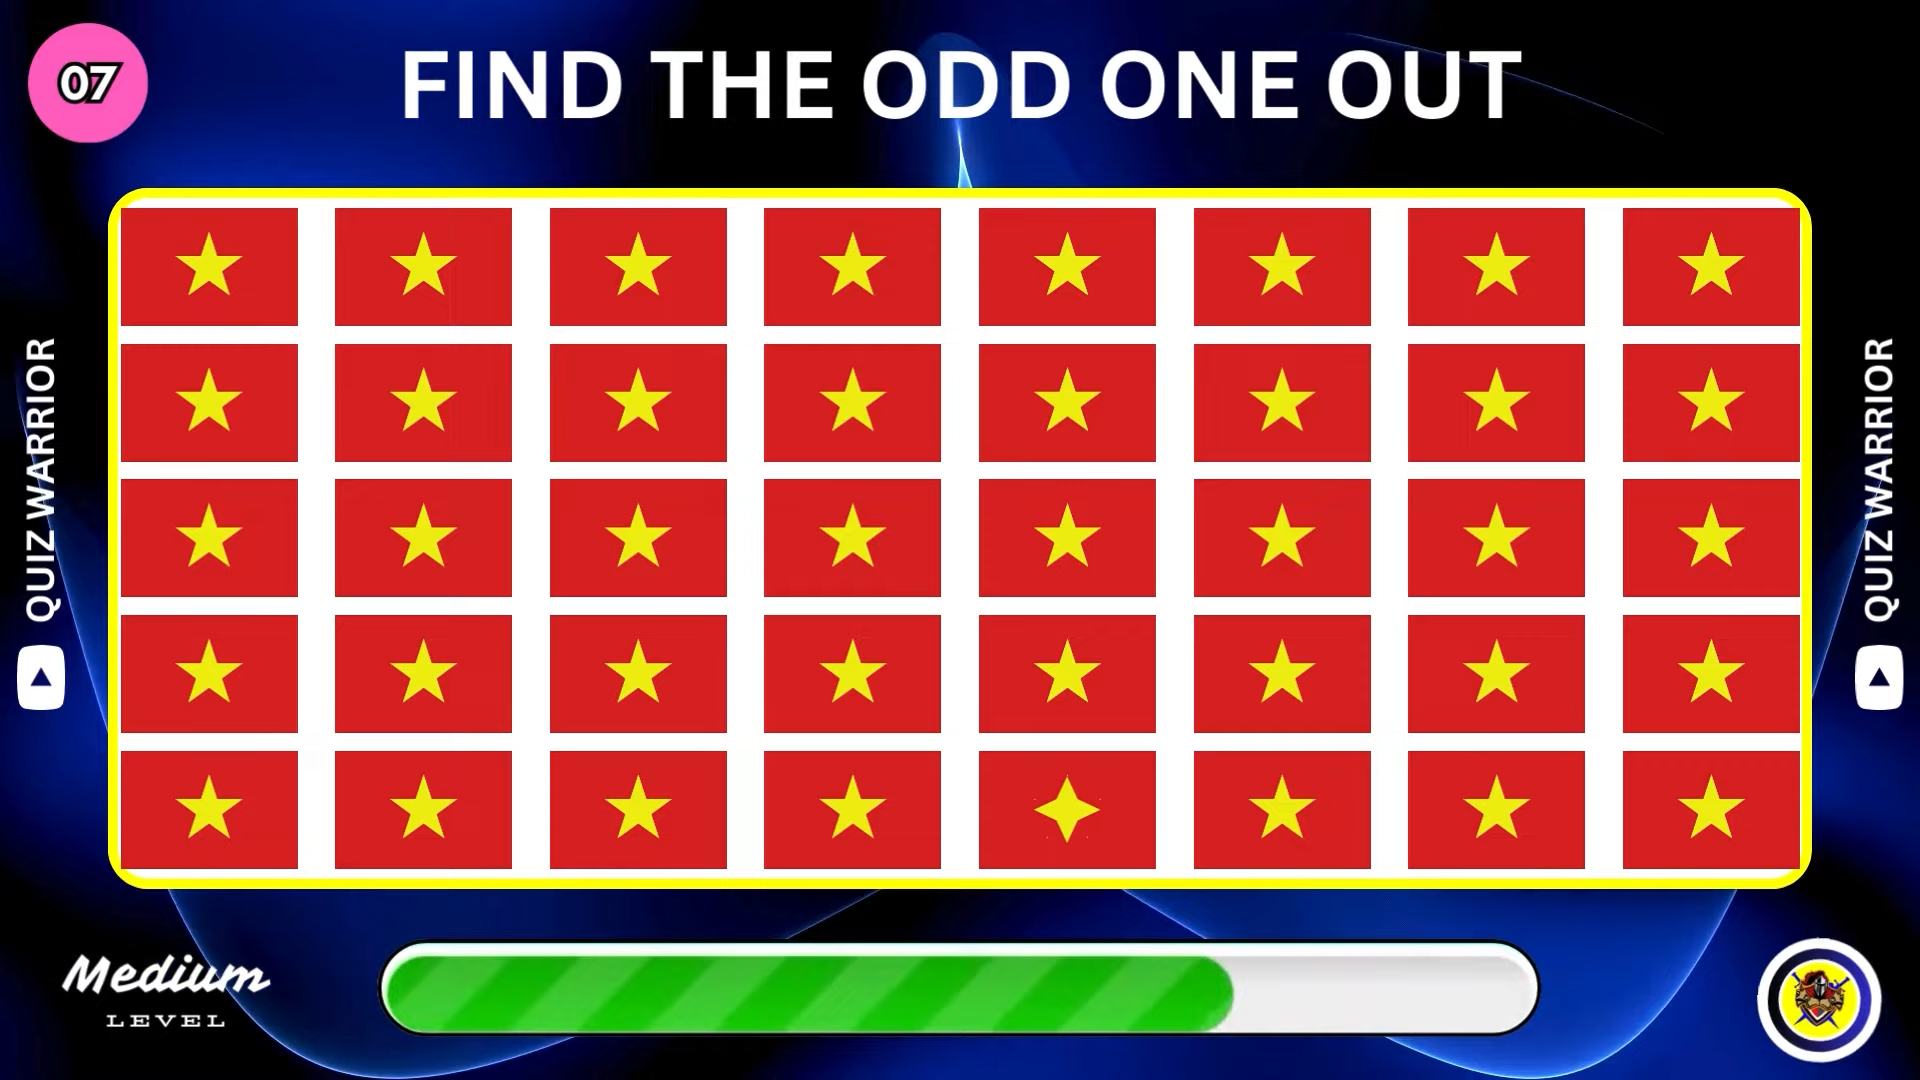 07
FIND THE ODD ONE OUT
QUIZ WARRIOR
QUIZ WARRIOR
Medium
LEVEL